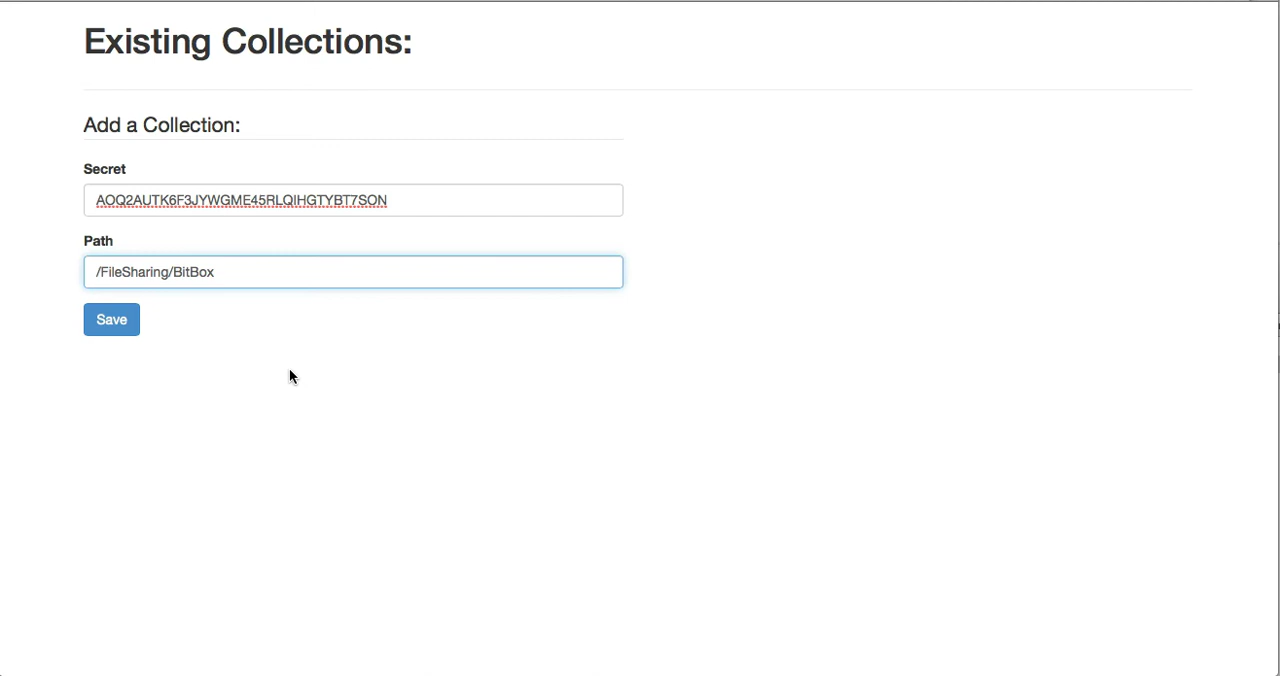 Existing Collections:
Add a Collection:
Secret
AOQ2AUTK6F3JYWGME45RLQIHGTYBT7SON
Path
/FileSharing/BitBox
Save